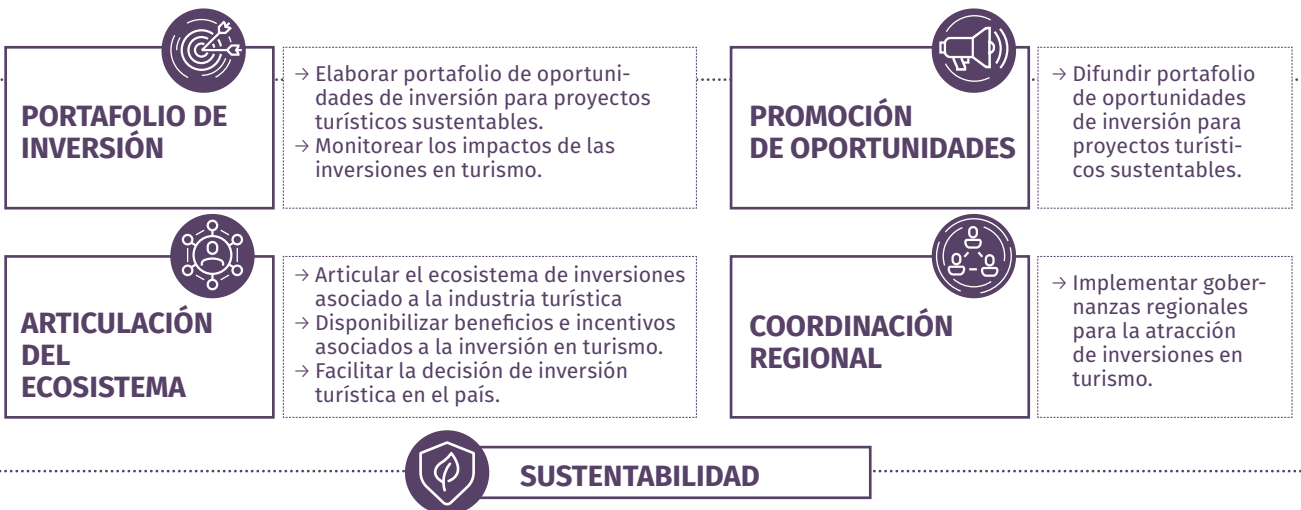 PORTAFOLIO DE
INVERSIÓN
→ Elaborar portafolio de oportuni-
dades de inversión para proyectos
turísticos sustentables.
→ Monitorear los impactos de las
inversiones en turismo.
PROMOCIÓN
DE OPORTUNIDADES
→ Difundir portafolio
de oportunidades
de inversión para
proyectos turísti-
cos sustentables.
ARTICULACIÓN
DEL
ECOSISTEMA
→ Articular el ecosistema de inversiones
asociado a la industria turística
→ Disponibilizar beneficios e incentivos
asociados a la inversión en turismo.
→ Facilitar la decisión de inversión
turística en el país.
COORDINACIÓN
REGIONAL
→ Implementar gober-
nanzas regionales
para la atracción
de inversiones en
turismo.
SUSTENTABILIDAD